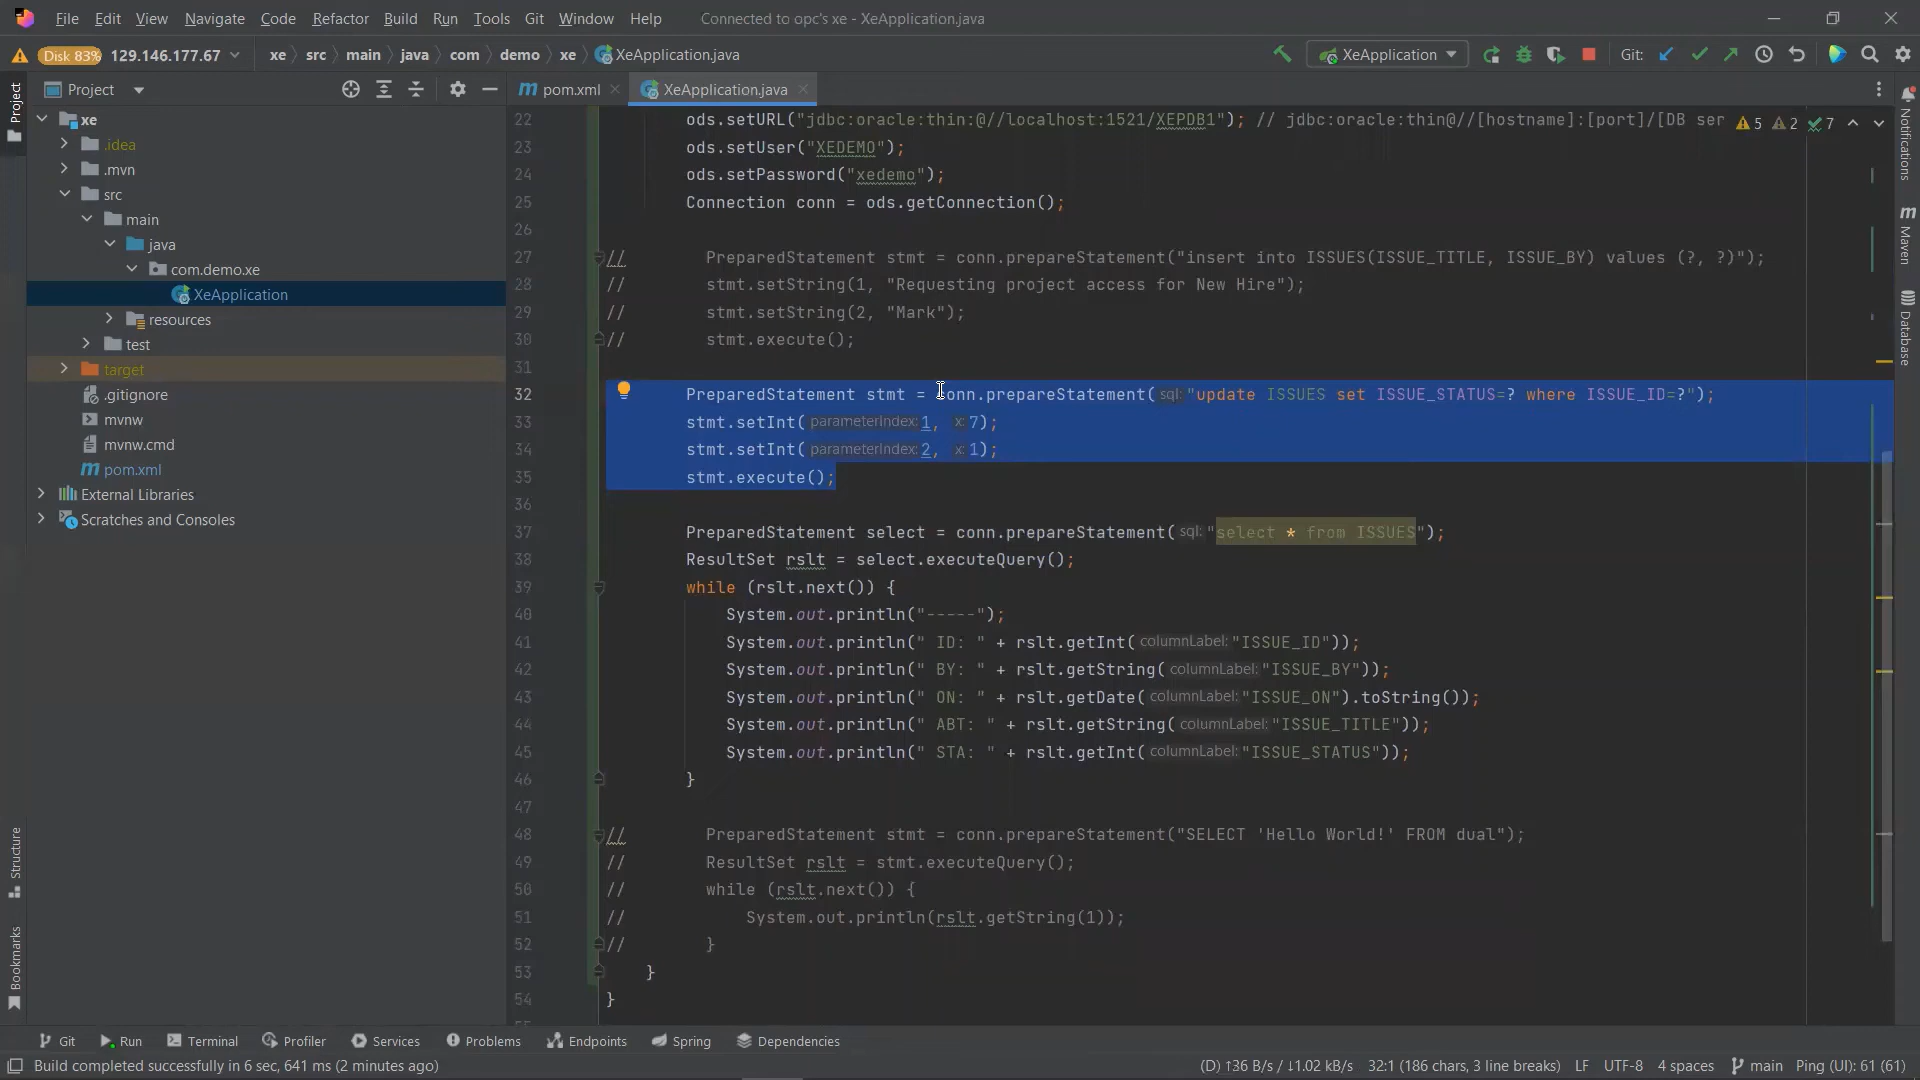 File Edit View Navigate Code Refactor Build Run Tools Git Window Help Connected to opc's xe - XeApplication.java
Disk 83% 129.146.177.67 xe src main java com demo xe XeApplication.java XeApplication Git:
Project pom.xml XeApplication.java
Project
Structure
Bookmarks
xe
.idea
.mvn
src
main
java
com.demo.xe
XeApplication
resources
test
target
.gitignore
mvnw
mvnw.cmd
pom.xml
External Libraries
Scratches and Consoles
22 ods.setURL("jdbc:oracle:thin:@//localhost:1521/XEPDB1"); // jdbc:oracle:thin@//[hostname]:[port]/[DB ser 5 2 7
23 ods.setUser("XEDEMO");
24 ods.setPassword("xedemo");
25 Connection conn = ods.getConnection();
26
27 // PreparedStatement stmt = conn.prepareStatement("insert into ISSUES(ISSUE_TITLE, ISSUE_BY) values (?, ?)");
28 // stmt.setString(1, "Requesting project access for New Hire");
29 // stmt.setString(2, "Mark");
30 // stmt.execute();
31
32 PreparedStatement stmt = conn.prepareStatement( sql: "update ISSUES set ISSUE_STATUS=? where ISSUE_ID=?");
33 stmt.setInt( parameterIndex: 1, x: 7);
34 stmt.setInt( parameterIndex: 2, x: 1);
35 stmt.execute();
36
37 PreparedStatement select = conn.prepareStatement( sql: "select * from ISSUES");
38 ResultSet rslt = select.executeQuery();
39 while (rslt.next()) {
40 System.out.println("-----");
41 System.out.println(" ID: " + rslt.getInt( columnLabel: "ISSUE_ID"));
42 System.out.println(" BY: " + rslt.getString( columnLabel: "ISSUE_BY"));
43 System.out.println(" ON: " + rslt.getDate( columnLabel: "ISSUE_ON").toString());
44 System.out.println(" ABT: " + rslt.getString( columnLabel: "ISSUE_TITLE"));
45 System.out.println(" STA: " + rslt.getInt( columnLabel: "ISSUE_STATUS"));
46 }
47
48 // PreparedStatement stmt = conn.prepareStatement("SELECT 'Hello World!' FROM dual");
49 // ResultSet rslt = stmt.executeQuery();
50 // while (rslt.next()) {
51 // System.out.println(rslt.getString(1));
52 // }
53 }
54 }
Notifications
Maven
Database
Git Run Terminal Profiler Services Problems Endpoints Spring Dependencies
Build completed successfully in 6 sec, 641 ms (2 minutes ago) (D) ↑36 B/s / ↓1.02 kB/s 32:1 (186 chars, 3 line breaks) LF UTF-8 4 spaces main Ping (UI): 61 (61)